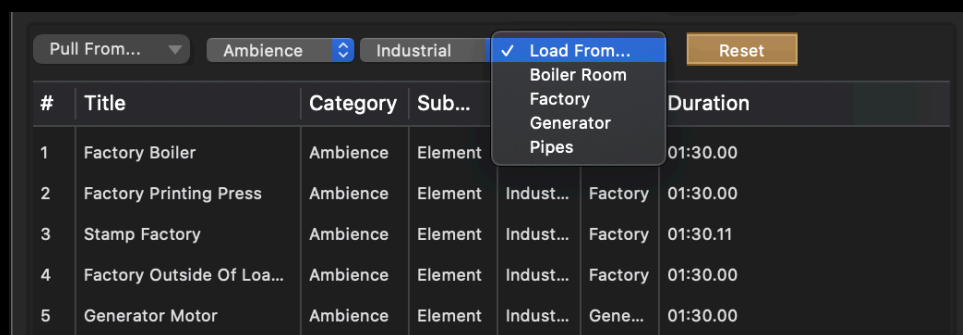 Pull From... Ambience Industrial Load From... Reset
Boiler Room
Factory
Generator
Pipes
# Title Category Sub... Duration
1 Factory Boiler Ambience Element 01:30.00
2 Factory Printing Press Ambience Element Indust... Factory 01:30.00
3 Stamp Factory Ambience Element Indust... Factory 01:30.11
4 Factory Outside Of Loa... Ambience Element Indust... Factory 01:30.00
5 Generator Motor Ambience Element Indust... Gene... 01:30.00